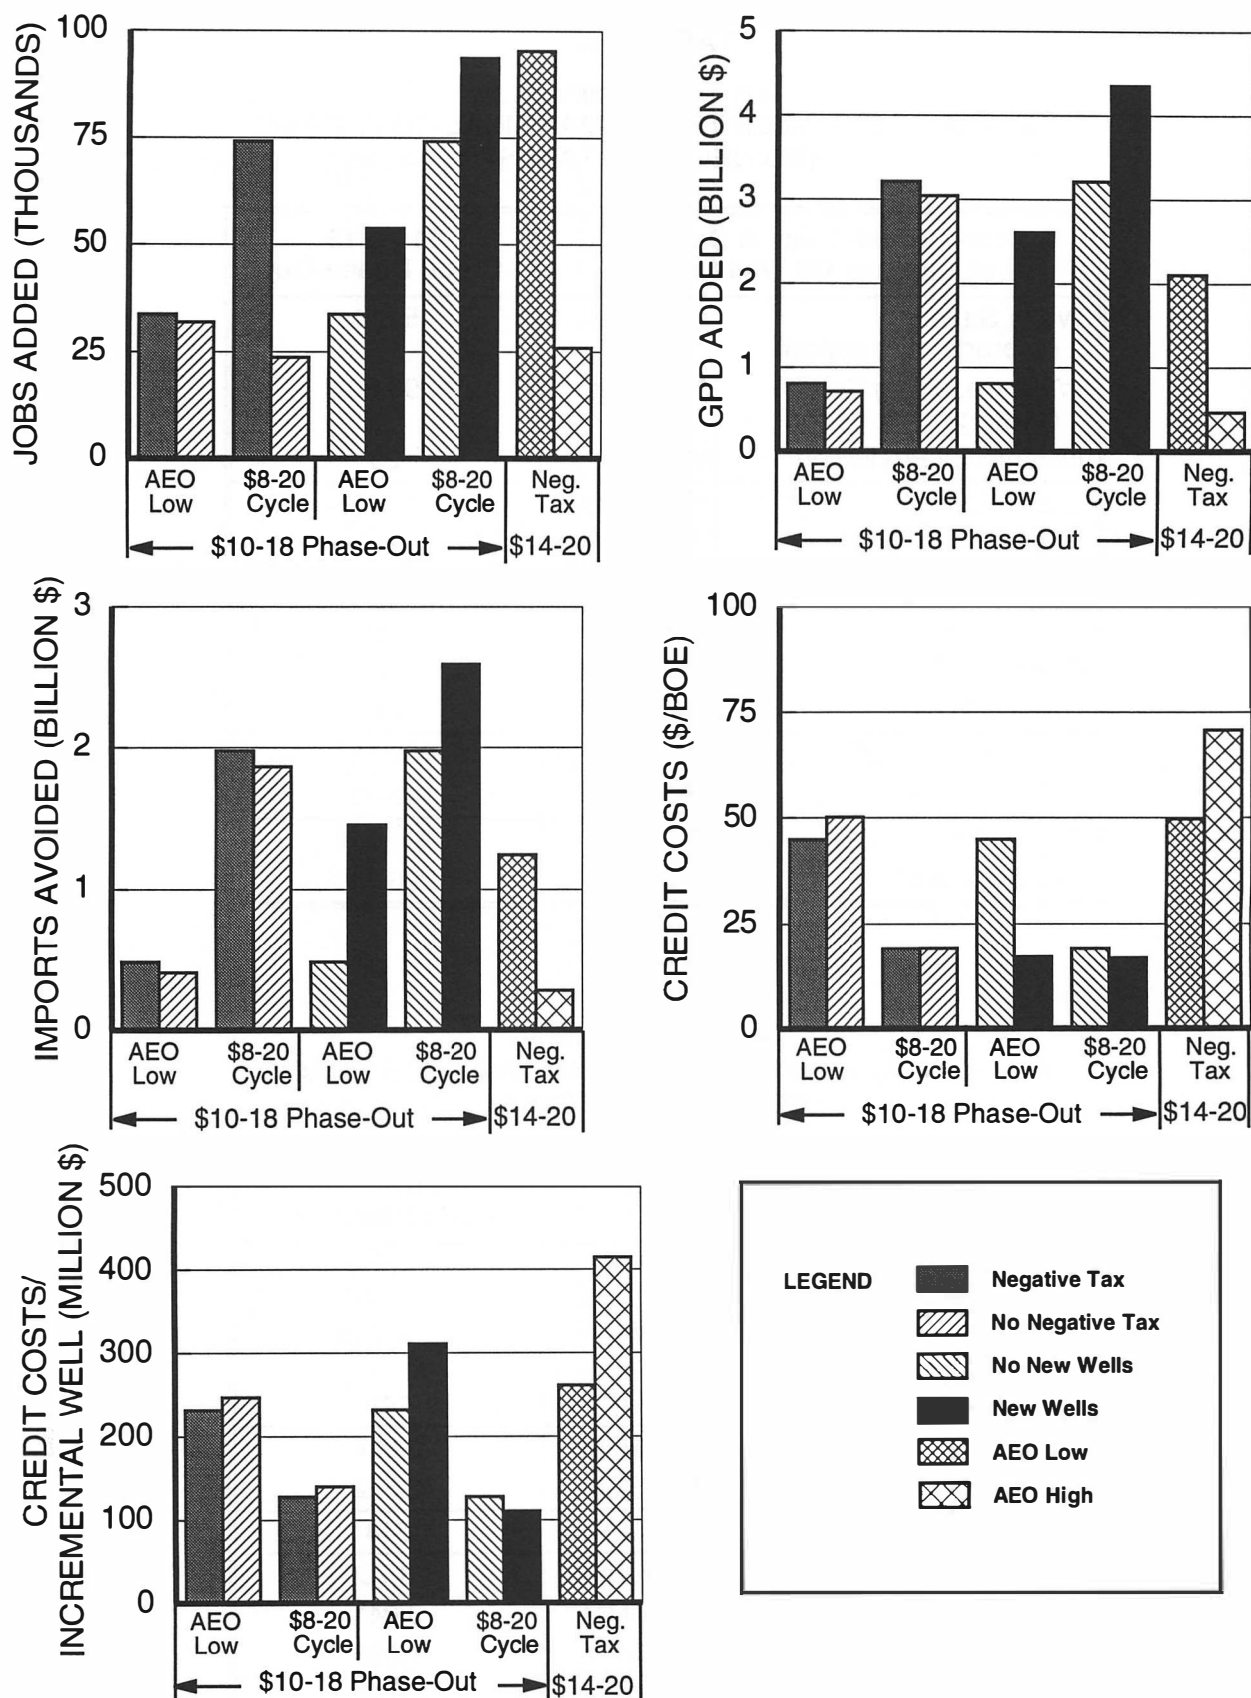 JOBS ADDED (THOUSANDS)
100
75
50
25
0
AEO Low
$8-20 Cycle
AEO Low
$8-20 Cycle
Neg. Tax
$10-18 Phase-Out
$14-20
GPD ADDED (BILLION $)
5
4
3
2
1
0
AEO Low
$8-20 Cycle
AEO Low
$8-20 Cycle
Neg. Tax
$10-18 Phase-Out
$14-20
IMPORTS AVOIDED (BILLION $)
3
2
1
0
AEO Low
$8-20 Cycle
AEO Low
$8-20 Cycle
Neg. Tax
$10-18 Phase-Out
$14-20
CREDIT COSTS ($/BOE)
100
75
50
25
0
AEO Low
$8-20 Cycle
AEO Low
$8-20 Cycle
Neg. Tax
$10-18 Phase-Out
$14-20
CREDIT COSTS/
INCREMENTAL WELL (MILLION $)
500
400
300
200
100
0
AEO Low
$8-20 Cycle
AEO Low
$8-20 Cycle
Neg. Tax
$10-18 Phase-Out
$14-20
LEGEND
Negative Tax
No Negative Tax
No New Wells
New Wells
AEO Low
AEO High